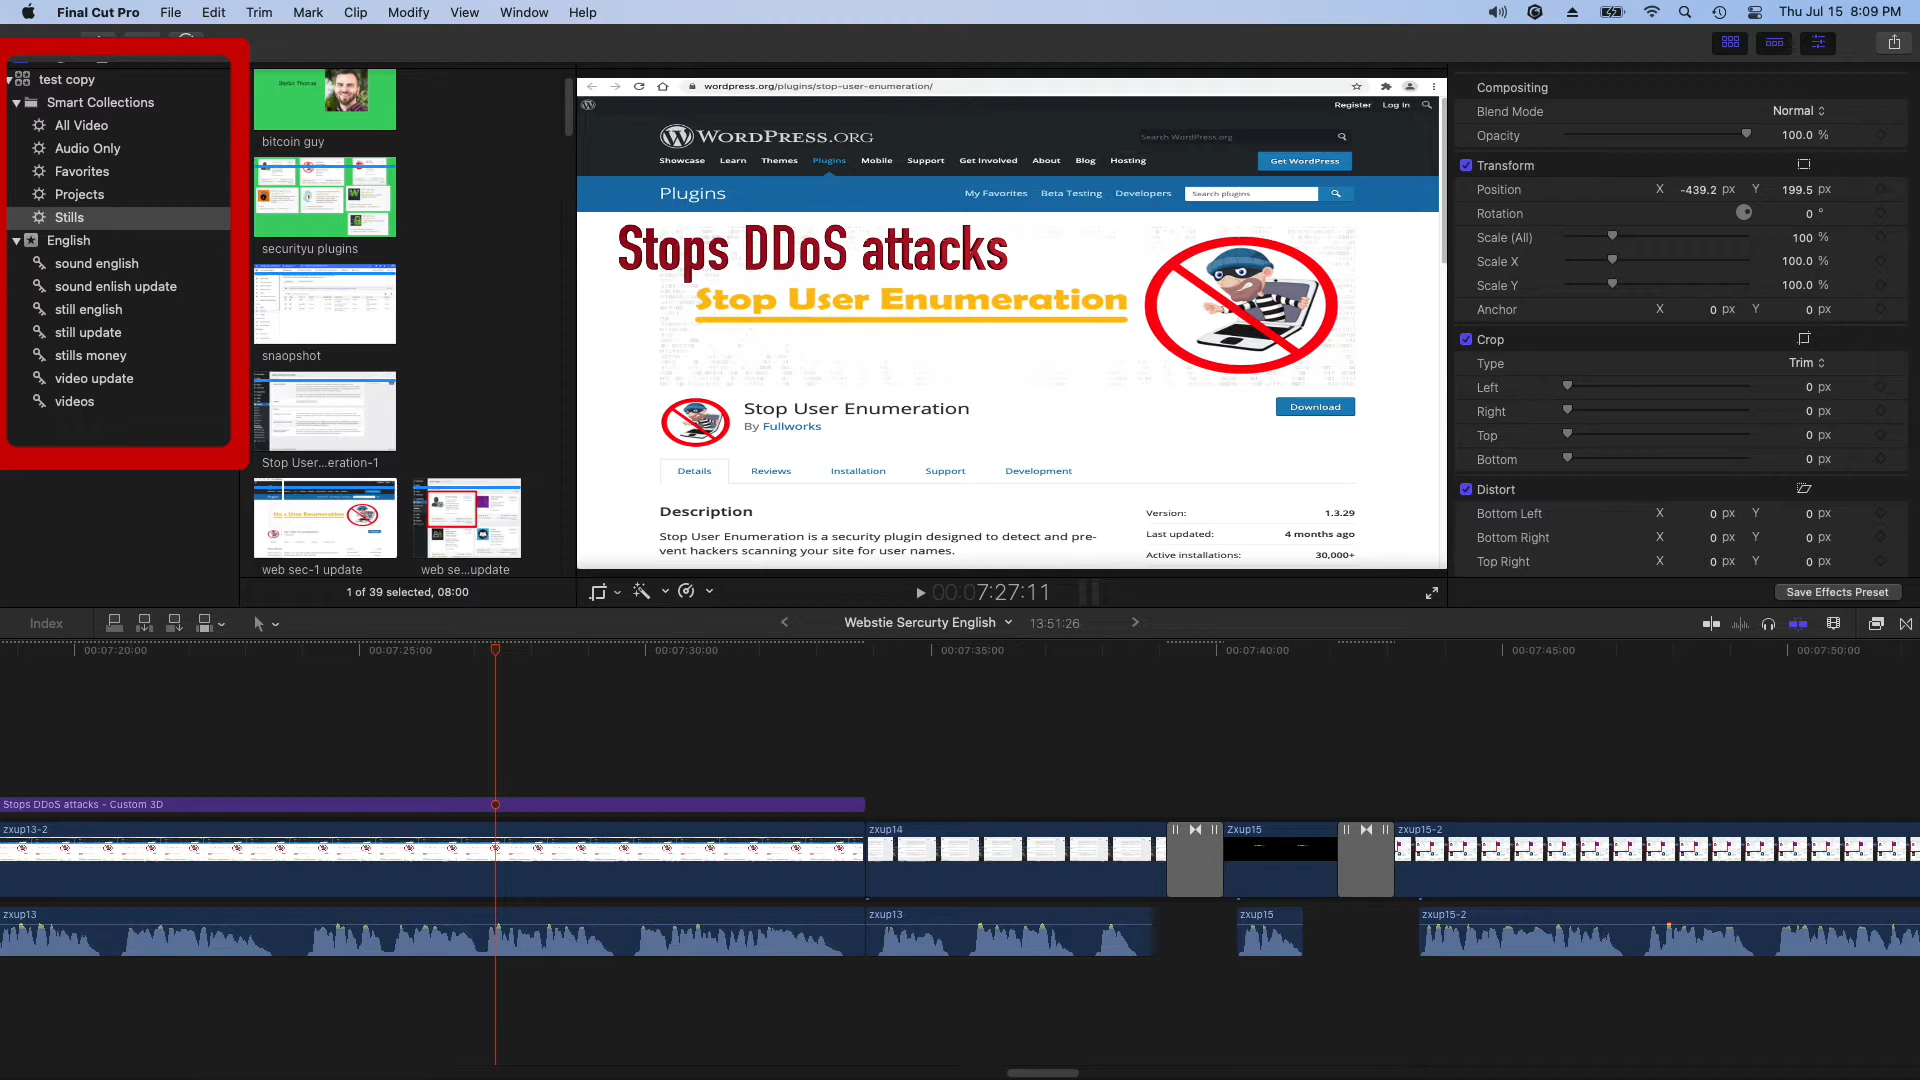 Final Cut Pro File Edit Trim Mark Clip Modify View Window Help
Thu Jul 15 8:09 PM
test copy
Smart Collections
All Video
Audio Only
Favorites
Projects
Stills
English
sound english
sound enlish update
still english
still update
stills money
video update
videos
Stefan Thomas
bitcoin guy
securityu plugins
snaopshot
Stop User...eration-1
web sec-1 update
web se...update
1 of 39 selected, 08:00
wordpress.org/plugins/stop-user-enumeration/
Register Log In
WORDPRESS.ORG
Search WordPress.org
Showcase Learn Themes Plugins Mobile Support Get Involved About Blog Hosting
Get WordPress
Plugins
My Favorites Beta Testing Developers
Search plugins
Stops DDoS attacks
Stop User Enumeration
Stop User Enumeration
By Fullworks
Download
Details Reviews Installation Support Development
Description
Stop User Enumeration is a security plugin designed to detect and pre-
vent hackers scanning your site for user names.
Version: 1.3.29
Last updated: 4 months ago
Active installations: 30,000+
00:07:27:11
Compositing
Blend Mode Normal
Opacity 100.0 %
Transform
Position X -439.2 px Y 199.5 px
Rotation 0 °
Scale (All) 100 %
Scale X 100.0 %
Scale Y 100.0 %
Anchor X 0 px Y 0 px
Crop
Type Trim
Left 0 px
Right 0 px
Top 0 px
Bottom 0 px
Distort
Bottom Left X 0 px Y 0 px
Bottom Right X 0 px Y 0 px
Top Right X 0 px Y 0 px
Save Effects Preset
Index
Webstie Sercurty English 13:51:26
00:07:20:00 00:07:25:00 00:07:30:00 00:07:35:00 00:07:40:00 00:07:45:00 00:07:50:00
Stops DDoS attacks - Custom 3D
zxup13-2 zxup14 Zxup15 zxup15-2
zxup13 zxup13 zxup15 zxup15-2